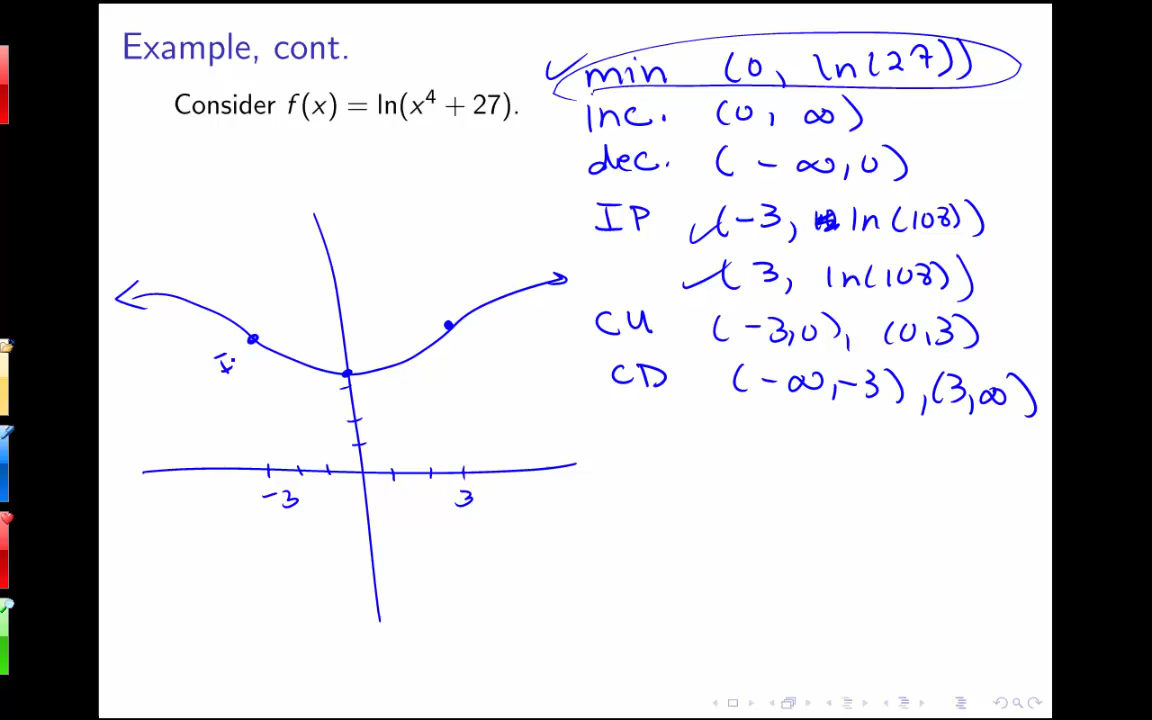 Example, cont.
Consider f(x) = ln(x⁴ + 27).
min (0, ln(27))
Inc. (0, ∞)
dec. (-∞, 0)
IP (-3, ln(108))
(3, ln(108))
CU (-3,0), (0,3)
CD (-∞,-3), (3,∞)
-3 3